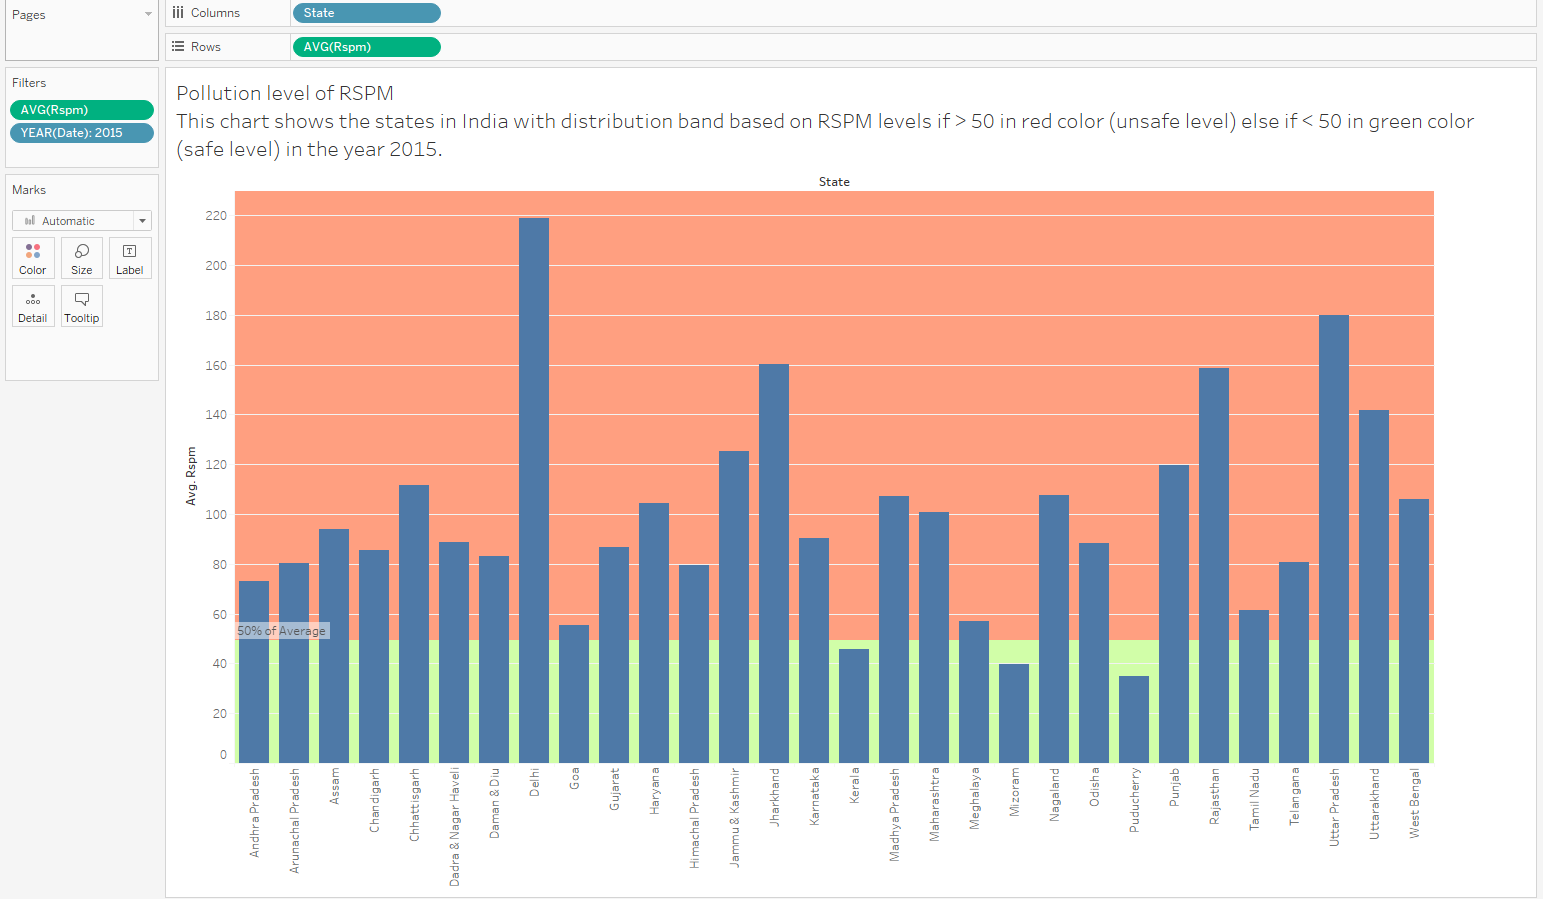 Pages
Columns
State
Rows
AVG(Rspm)
Filters
AVG(Rspm)
YEAR(Date): 2015
Marks
Automatic
Color
Size
Label
Detail
Tooltip
Pollution level of RSPM
This chart shows the states in India with distribution band based on RSPM levels if > 50 in red color (unsafe level) else if < 50 in green color
(safe level) in the year 2015.
State
Avg. Rspm
220
200
180
160
140
120
100
80
60
50% of Average
40
20
0
Andhra Pradesh
Arunachal Pradesh
Assam
Chandigarh
Chhattisgarh
Dadra & Nagar Haveli
Daman & Diu
Delhi
Goa
Gujarat
Haryana
Himachal Pradesh
Jammu & Kashmir
Jharkhand
Karnataka
Kerala
Madhya Pradesh
Maharashtra
Meghalaya
Mizoram
Nagaland
Odisha
Puducherry
Punjab
Rajasthan
Tamil Nadu
Telangana
Uttar Pradesh
Uttarakhand
West Bengal